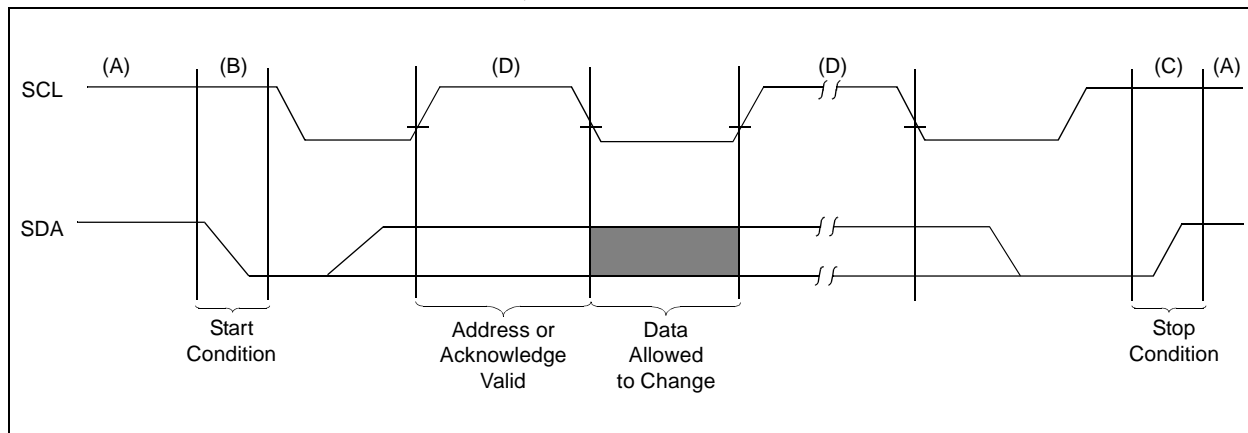 (A) (B) (D) (D) (C) (A)
SCL
SDA
Start
Condition
Address or
Acknowledge
Valid
Data
Allowed
to Change
Stop
Condition